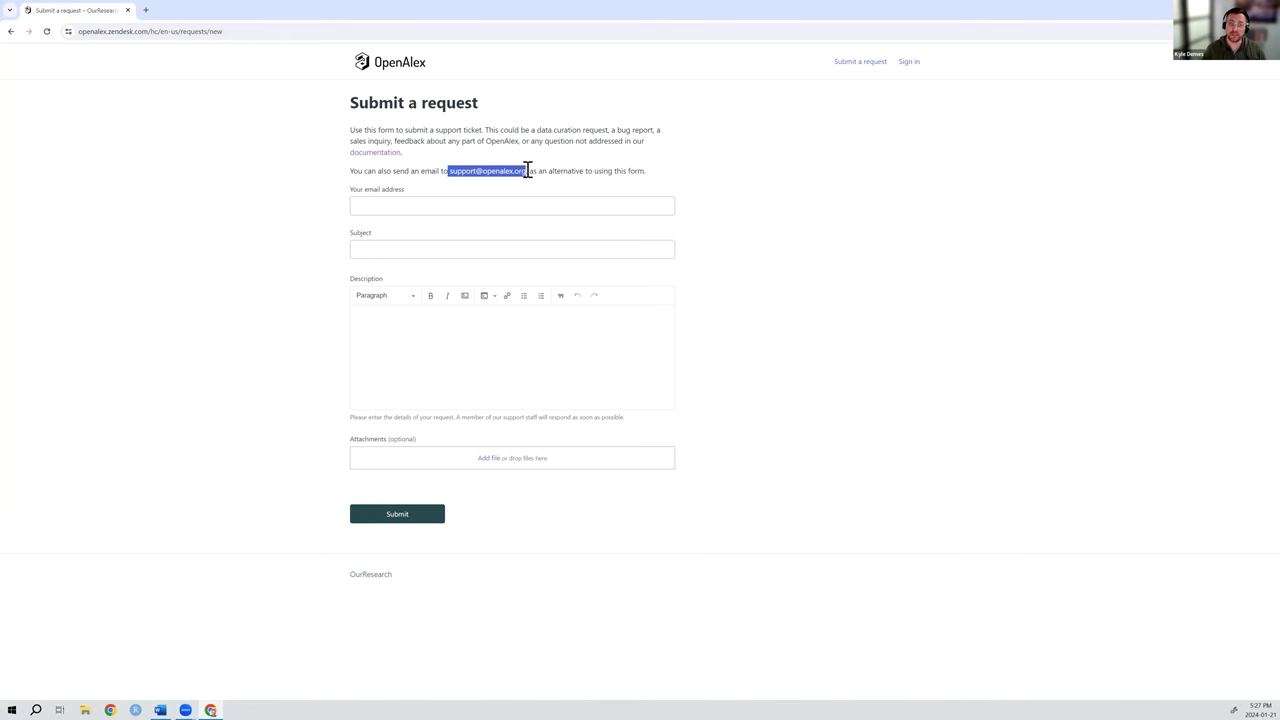 Submit a request – OurResearch
openalex.zendesk.com/hc/en-us/requests/new
Kyle Demes
OpenAlex
Submit a request
Sign in
Submit a request
Use this form to submit a support ticket. This could be a data curation request, a bug report, a
sales inquiry, feedback about any part of OpenAlex, or any question not addressed in our
documentation.
You can also send an email to support@openalex.org as an alternative to using this form.
Your email address
Subject
Description
Paragraph
Please enter the details of your request. A member of our support staff will respond as soon as possible.
Attachments (optional)
Add file or drop files here
Submit
OurResearch
5:27 PM
2024-01-21